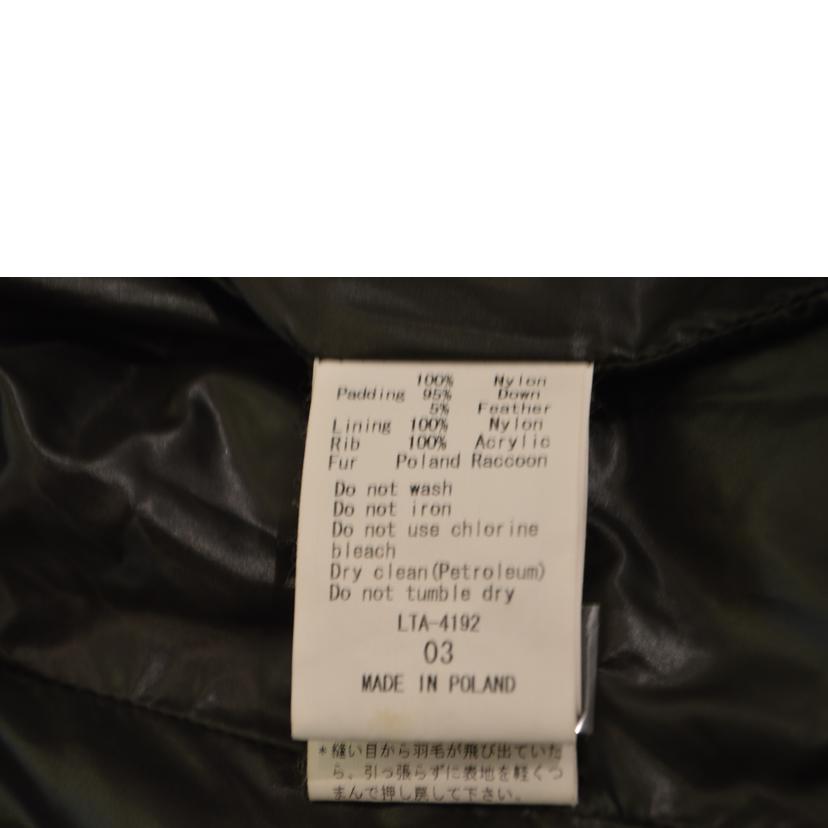 100% Nylon
Padding 95% Down
5% Feather
Lining 100% Nylon
Rib 100% Acrylic
Fur Poland Raccoon
Do not wash
Do not iron
Do not use chlorine
bleach
Dry clean(Petroleum)
Do not tumble dry
LTA-4192
03
MADE IN POLAND
*縫い目から羽毛が飛び出ていた
ら、引っ張らずに表地を軽くつ
まんで押し戻して下さい。